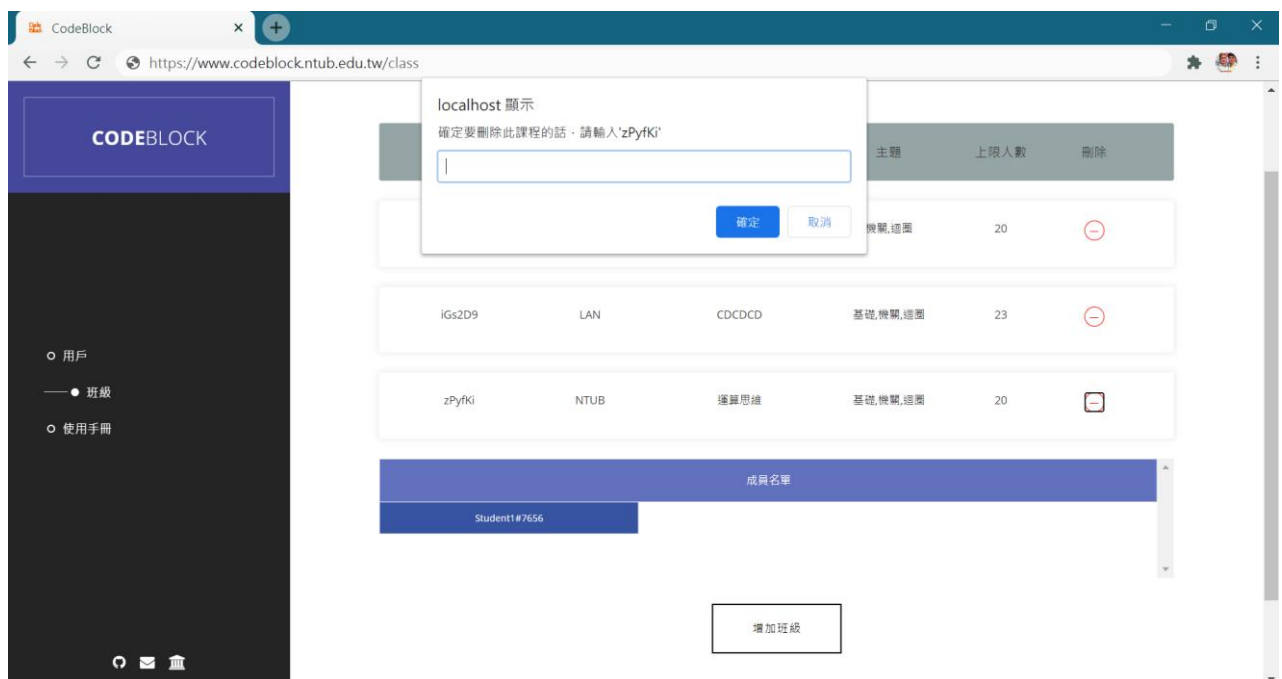 CodeBlock
https://www.codeblock.ntub.edu.tw/class
localhost 顯示
確定要刪除此課程的話,請輸入'zPyfKi'
確定 取消
CODEBLOCK
主題 上限人數 刪除
機關,迴圈 20
iGs2D9 LAN CDCDCD 基礎,機關,迴圈 23
用戶
班級
zPyfKi NTUB 運算思維 基礎,機關,迴圈 20
使用手冊
成員名單
Student1#7656
增加班級